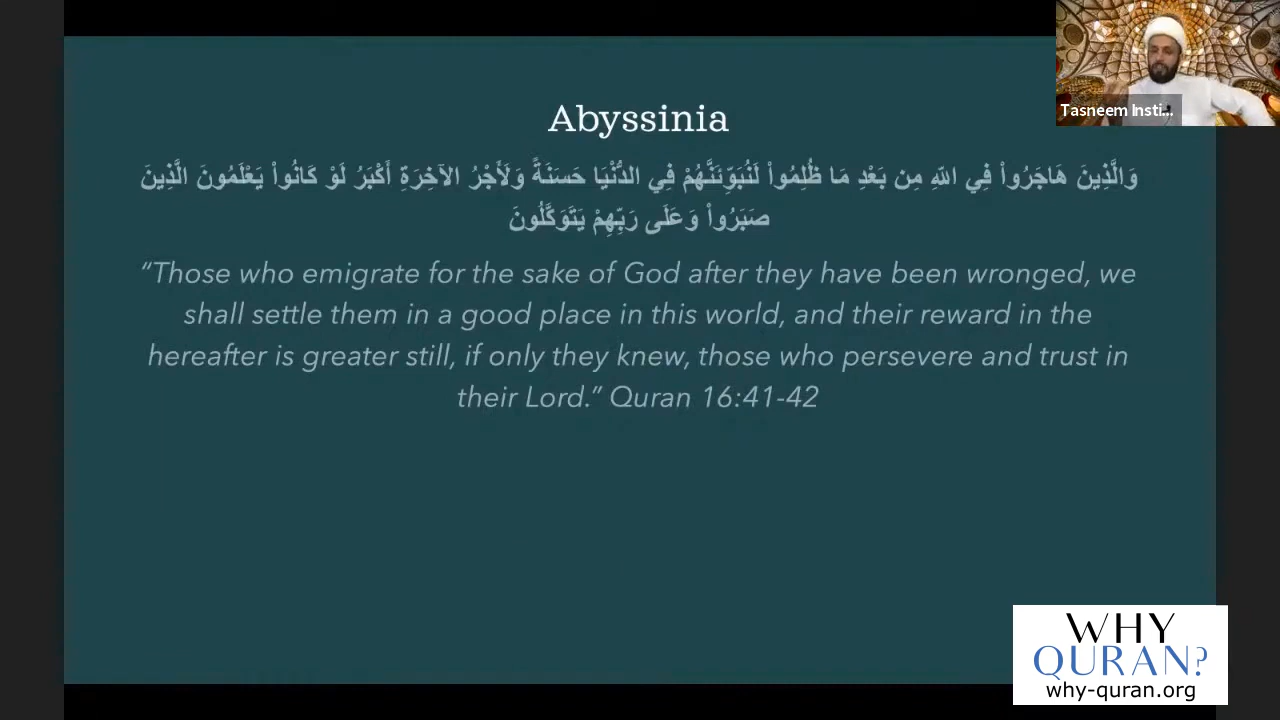 Abyssinia
وَالَّذِينَ هَاجَرُواْ فِي اللّهِ مِن بَعْدِ مَا ظُلِمُواْ لَنُبَوِّئَنَّهُمْ فِي الدُّنْيَا حَسَنَةً وَلَأَجْرُ الآخِرَةِ أَكْبَرُ لَوْ كَانُواْ يَعْلَمُونَ الَّذِينَ
صَبَرُواْ وَعَلَى رَبِّهِمْ يَتَوَكَّلُونَ
“Those who emigrate for the sake of God after they have been wronged, we
shall settle them in a good place in this world, and their reward in the
hereafter is greater still, if only they knew, those who persevere and trust in
their Lord.” Quran 16:41-42
Tasneem Insti...
WHY
QURAN?
why-quran.org